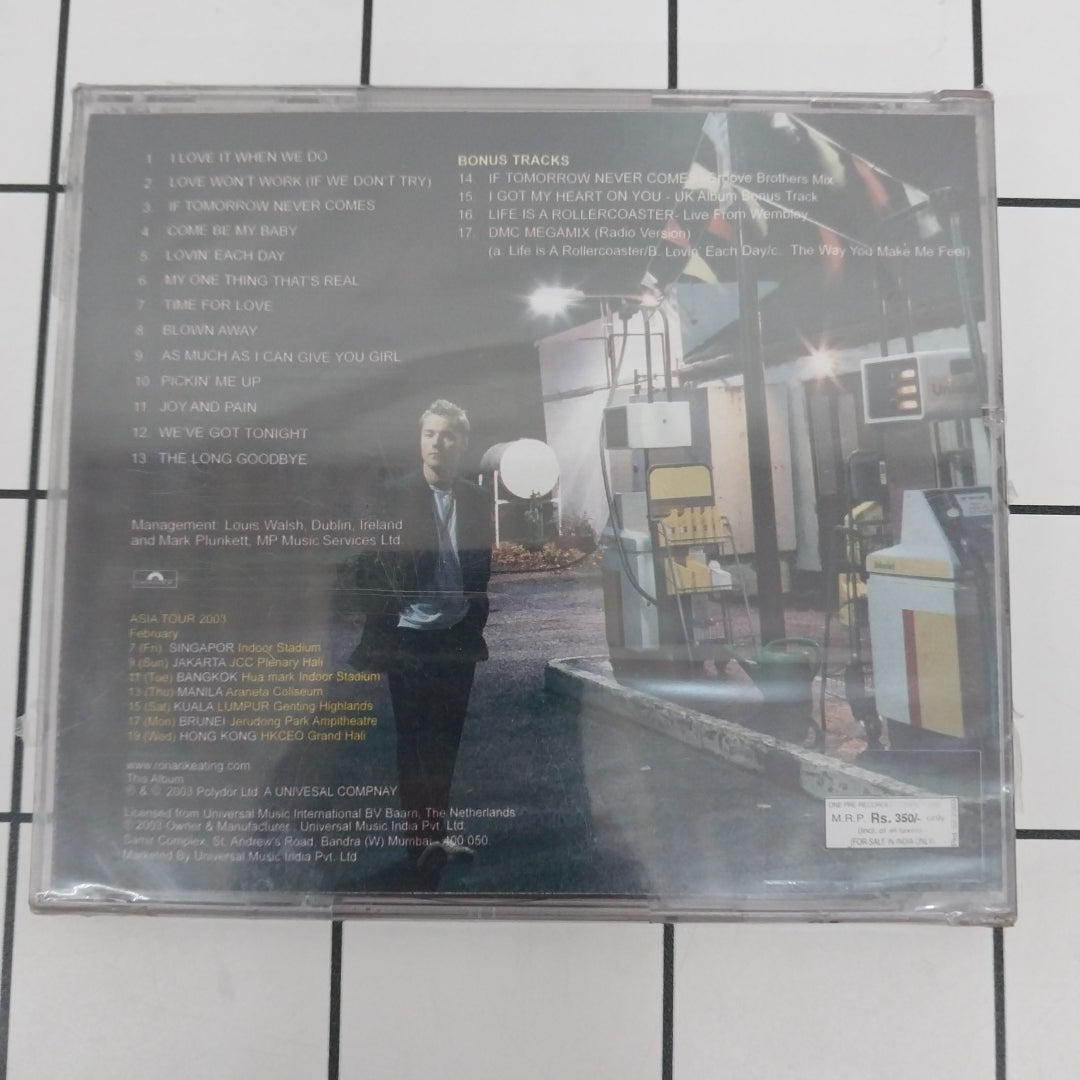 1 I LOVE IT WHEN WE DO
2. LOVE WON'T WORK (IF WE DON'T TRY)
3. IF TOMORROW NEVER COMES
4 COME BE MY BABY
5 LOVIN' EACH DAY
6 MY ONE THING THAT'S REAL
7 TIME FOR LOVE
8 BLOWN AWAY
9. AS MUCH AS I CAN GIVE YOU GIRL
10. PICKIN' ME UP
11. JOY AND PAIN
12. WE'VE GOT TONIGHT
13. THE LONG GOODBYE
BONUS TRACKS
14. IF TOMORROW NEVER COMES - Groove Brothers Mix
15. I GOT MY HEART ON YOU - UK Album Bonus Track
16. LIFE IS A ROLLERCOASTER- Live From Wembley
17. DMC MEGAMIX (Radio Version)
(a. Life is A Rollercoaster/B. Lovin' Each Day/c. The Way You Make Me Feel)
Management: Louis Walsh, Dublin, Ireland
and Mark Plunkett, MP Music Services Ltd.
ASIA TOUR 2003
February
7 (Fri) SINGAPOR Indoor Stadium
9 (Sun) JAKARTA JCC Plenary Hall
11 (Tue) BANGKOK Hua mark Indoor Stadium
13 (Thu) MANILA Araneta Coliseum
15 (Sat) KUALA LUMPUR Genting Highlands
17 (Mon) BRUNEI Jerudong Park Ampitheatre
19 (Wed) HONG KONG HKCEO Grand Hall
www.ronankeating.com
This Album
℗ & © 2003 Polydor Ltd. A UNIVESAL COMPNAY
Licensed from Universal Music International BV Baarn, The Netherlands
© 2003 Owner & Manufacturer : Universal Music India Pvt. Ltd.
Samir Complex, St. Andrew's Road, Bandra (W) Mumbai - 400 050.
Marketed By Universal Music India Pvt. Ltd.
ONE PRE RECORDED
M.R.P. Rs. 350/- only
(Incl. of all taxes)
(FOR SALE IN INDIA ONLY)